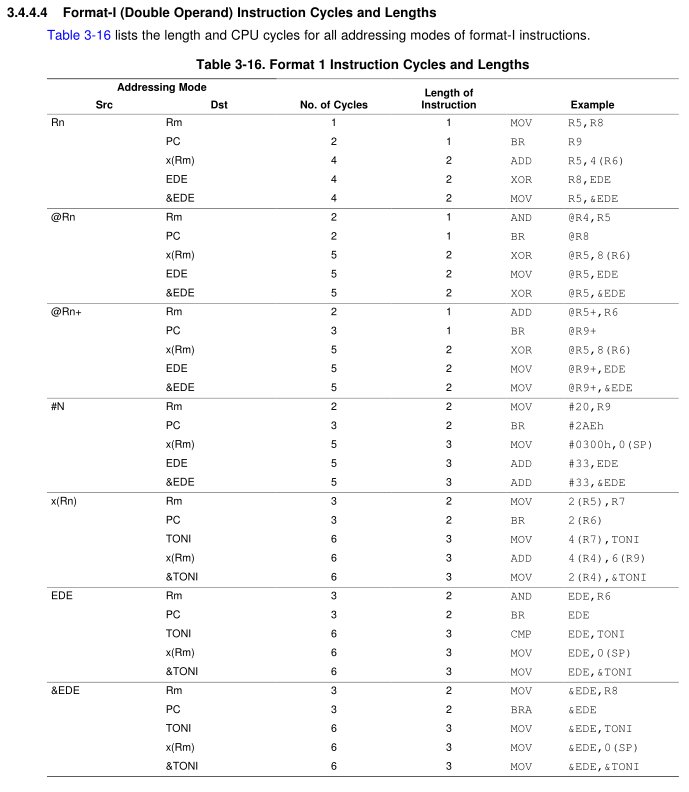 3.4.4.4 Format-I (Double Operand) Instruction Cycles and Lengths
Table 3-16 lists the length and CPU cycles for all addressing modes of format-I instructions.
Table 3-16. Format 1 Instruction Cycles and Lengths
Addressing Mode
Src Dst No. of Cycles Length of Instruction Example
Rn Rm 1 1 MOV R5,R8
PC 2 1 BR R9
x(Rm) 4 2 ADD R5,4(R6)
EDE 4 2 XOR R8,EDE
&EDE 4 2 MOV R5,&EDE
@Rn Rm 2 1 AND @R4,R5
PC 2 1 BR @R8
x(Rm) 5 2 XOR @R5,8(R6)
EDE 5 2 MOV @R5,EDE
&EDE 5 2 XOR @R5,&EDE
@Rn+ Rm 2 1 ADD @R5+,R6
PC 3 1 BR @R9+
x(Rm) 5 2 XOR @R5,8(R6)
EDE 5 2 MOV @R9+,EDE
&EDE 5 2 MOV @R9+,&EDE
#N Rm 2 2 MOV #20,R9
PC 3 2 BR #2AEh
x(Rm) 5 3 MOV #0300h,0(SP)
EDE 5 3 ADD #33,EDE
&EDE 5 3 ADD #33,&EDE
x(Rn) Rm 3 2 MOV 2(R5),R7
PC 3 2 BR 2(R6)
TONI 6 3 MOV 4(R7),TONI
x(Rm) 6 3 ADD 4(R4),6(R9)
&TONI 6 3 MOV 2(R4),&TONI
EDE Rm 3 2 AND EDE,R6
PC 3 2 BR EDE
TONI 6 3 CMP EDE,TONI
x(Rm) 6 3 MOV EDE,0(SP)
&TONI 6 3 MOV EDE,&TONI
&EDE Rm 3 2 MOV &EDE,R8
PC 3 2 BRA &EDE
TONI 6 3 MOV &EDE,TONI
x(Rm) 6 3 MOV &EDE,0(SP)
&TONI 6 3 MOV &EDE,&TONI